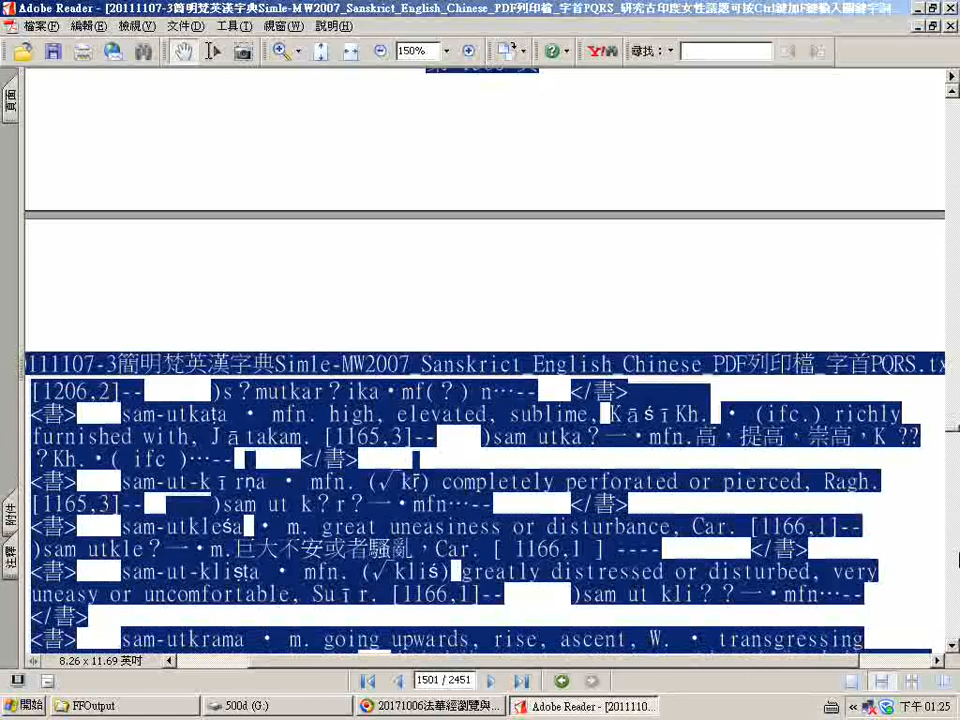 Adobe Reader - [20111107-3簡明梵英漢字典Simle-MW2007_Sanskrict_English_Chinese_PDF列印檔_字首PQRS_研究古印度女性議題可按Ctrl鍵加F鍵輸入關鍵字詞
檔案(F) 編輯(E) 檢視(V) 文件(D) 工具(T) 視窗(W) 說明(H)
150% Y! 尋找:
頁面
附件
注釋
111107-3簡明梵英漢字典Simle-MW2007_Sanskrict_English_Chinese_PDF列印檔_字首PQRS.tx
[1206,2]-- )s?mutkar?ika‧mf(?) n…-- </書>
<書> sam-utkaṭa ‧ mfn. high, elevated, sublime, KāśīKh. ‧ (ifc.) richly
furnished with, Jātakam. [1165,3]-- )sam utka?一‧mfn.高，提高，崇高，K ??
?Kh.‧( ifc )…-- </書>
<書> sam-ut-kīrṇa ‧ mfn. (√kṝ) completely perforated or pierced, Ragh.
[1165,3]-- )sam ut k?r?一‧mfn…-- </書>
<書> sam-utkleśa ‧ m. great uneasiness or disturbance, Car. [1166,1]--
)sam utkle?一‧m.巨大不安或者騷亂，Car. [ 1166,1 ] ---- </書>
<書> sam-ut-kliṣṭa ‧ mfn. (√kliś) greatly distressed or disturbed, very
uneasy or uncomfortable, Suīr. [1166,1]-- )sam ut kli??一‧mfn…--
</書>
<書> sam-utkrama ‧ m. going upwards, rise, ascent, W. ‧ transgressing
8.26 x 11.69 英吋
1501 / 2451
開始 FFOutput 500d (G:) 20171006法華經瀏覽與... Adobe Reader - [2011110... « 下午 01:25